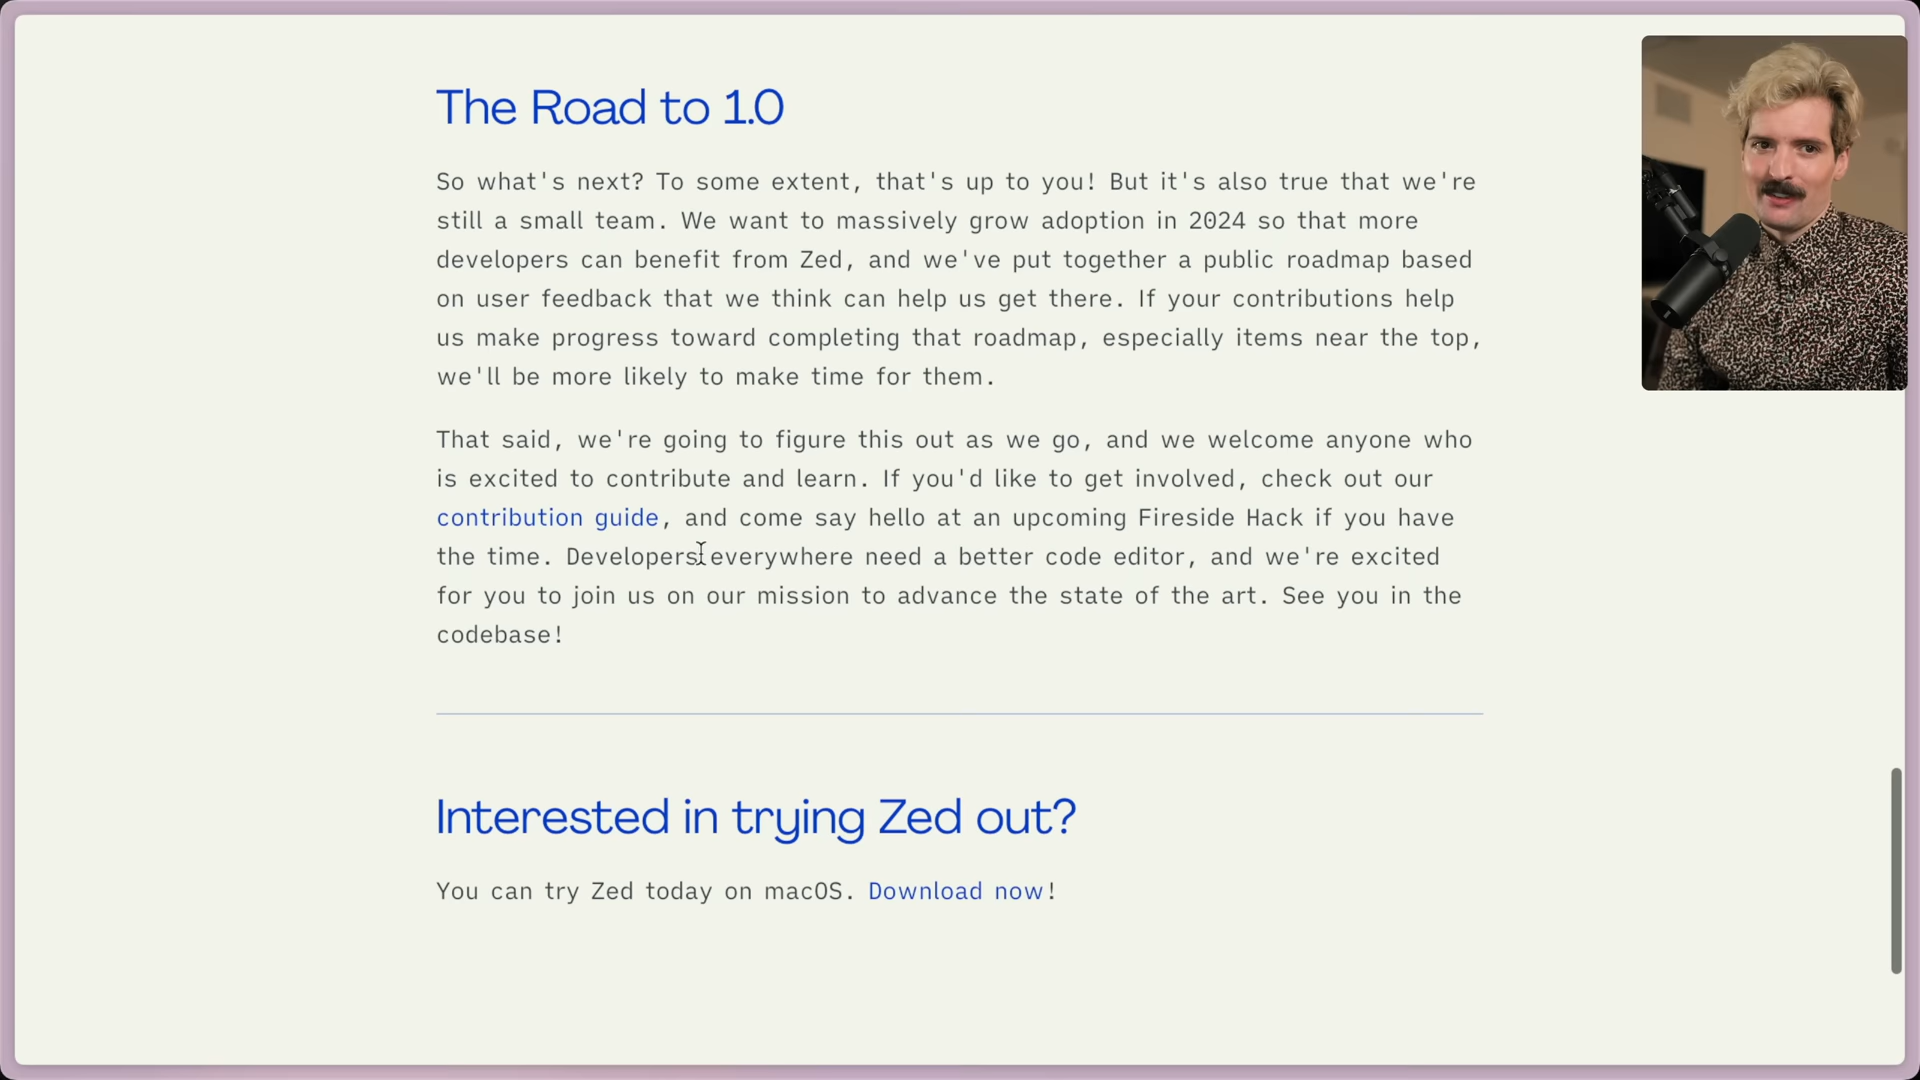 The Road to 1.0
So what's next? To some extent, that's up to you! But it's also true that we're
still a small team. We want to massively grow adoption in 2024 so that more
developers can benefit from Zed, and we've put together a public roadmap based
on user feedback that we think can help us get there. If your contributions help
us make progress toward completing that roadmap, especially items near the top,
we'll be more likely to make time for them.
That said, we're going to figure this out as we go, and we welcome anyone who
is excited to contribute and learn. If you'd like to get involved, check out our
contribution guide, and come say hello at an upcoming Fireside Hack if you have
the time. Developers everywhere need a better code editor, and we're excited
for you to join us on our mission to advance the state of the art. See you in the
codebase!
Interested in trying Zed out?
You can try Zed today on macOS. Download now!